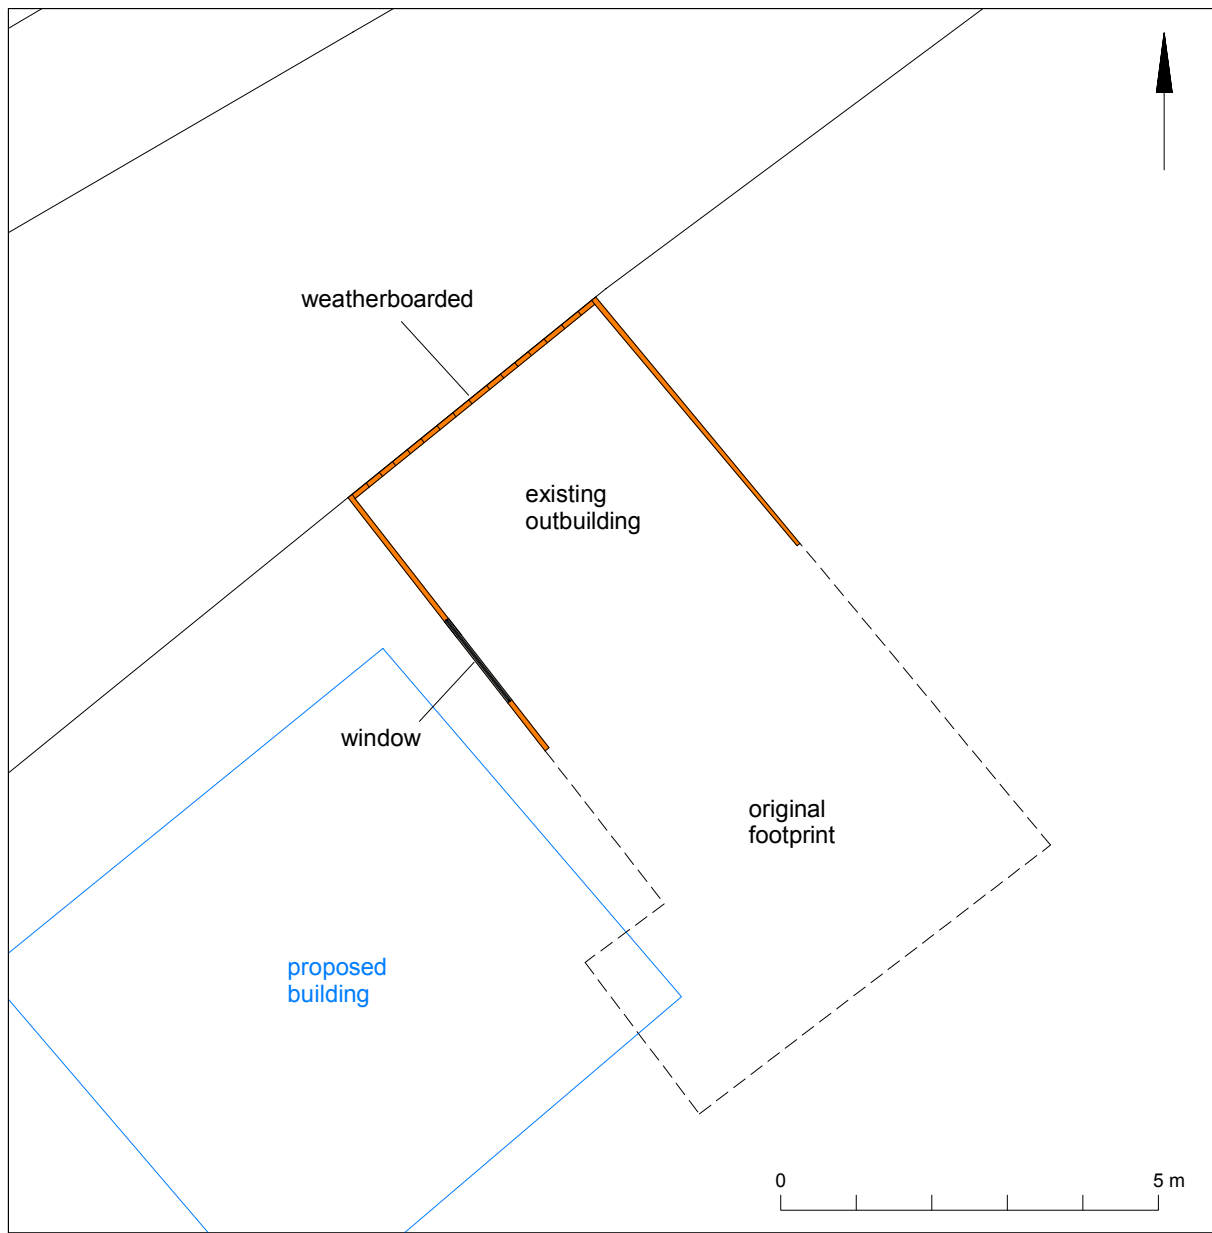 weatherboarded
existing
outbuilding
window
original
footprint
proposed
building
0
5 m